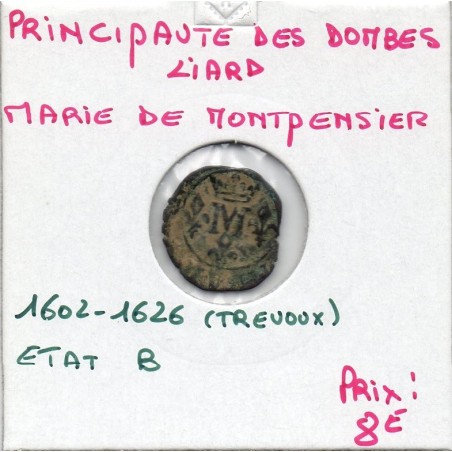 PRINCIPAUTE DES DOMBES
LIARD
MARIE DE MONTPENSIER
M
1602-1626 (TREVOUX)
ETAT B
PRIX:
8€